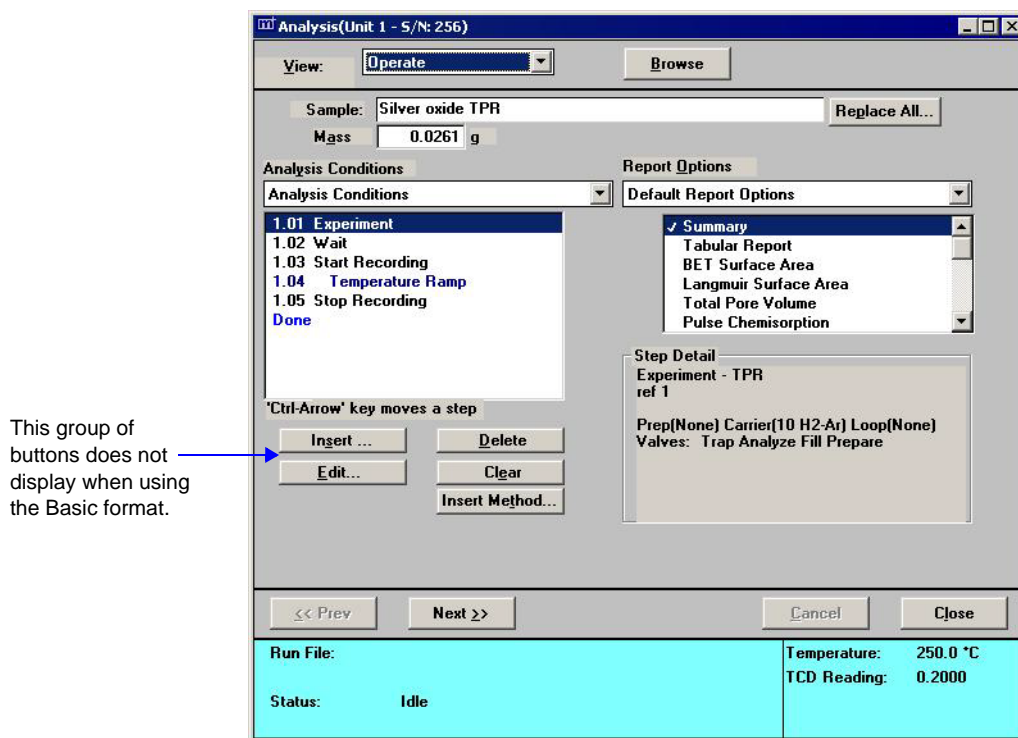 Analysis(Unit 1 - S/N: 256)
View: Operate Browse
Sample: Silver oxide TPR Replace All...
Mass 0.0261 g
Analysis Conditions
Analysis Conditions
1.01 Experiment
1.02 Wait
1.03 Start Recording
1.04 Temperature Ramp
1.05 Stop Recording
Done
'Ctrl-Arrow' key moves a step
Insert ... Delete
Edit... Clear
Insert Method...
Report Options
Default Report Options
✓ Summary
Tabular Report
BET Surface Area
Langmuir Surface Area
Total Pore Volume
Pulse Chemisorption
Step Detail
Experiment - TPR
ref 1
Prep(None) Carrier(10 H2-Ar) Loop(None)
Valves: Trap Analyze Fill Prepare
This group of
buttons does not
display when using
the Basic format.
<< Prev Next >> Cancel Close
Run File:
Status: Idle
Temperature: 250.0 °C
TCD Reading: 0.2000